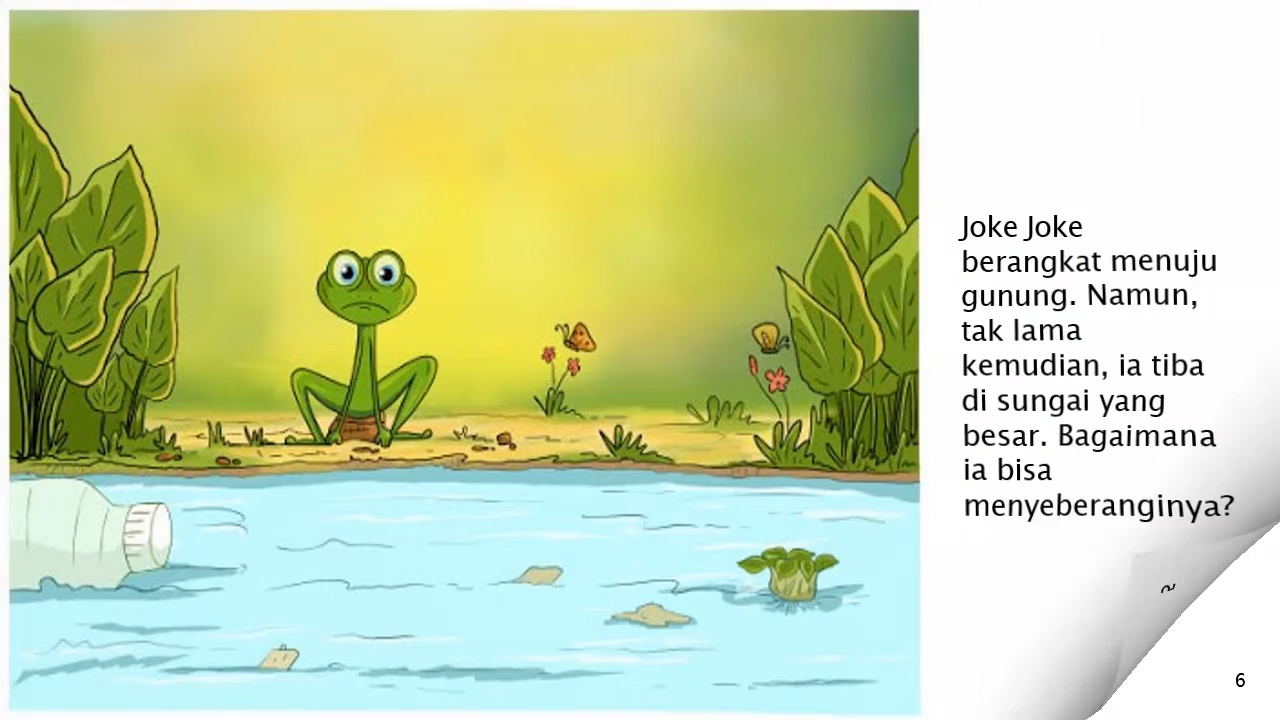 Joke Joke
berangkat menuju
gunung. Namun,
tak lama
kemudian, ia tiba
di sungai yang
besar. Bagaimana
ia bisa
menyeberanginya?
6